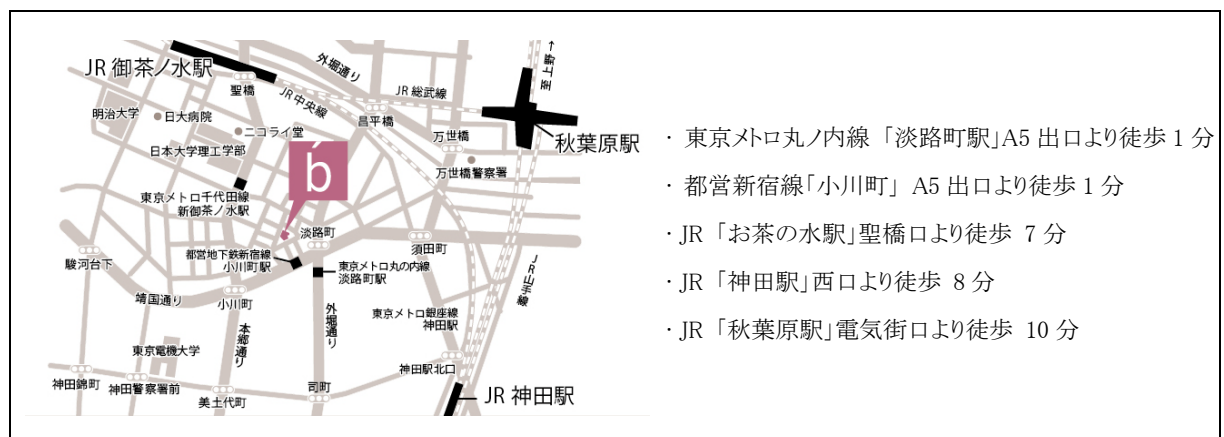 JR 御茶ノ水駅
聖橋
外堀通り
JR 中央線
JR 総武線
至上野→
明治大学
日大病院
ニコライ堂
昌平橋
万世橋
秋葉原駅
日本大学理工学部
万世橋警察署
b
東京メトロ千代田線
新御茶ノ水駅
淡路町
須田町
都営地下鉄新宿線
小川町駅
東京メトロ丸の内線
淡路町駅
駿河台下
JR山手線
靖国通り
小川町
本郷通り
外堀通り
東京メトロ銀座線
神田駅
東京電機大学
神田駅北口
神田錦町
神田警察署前
美土代町
司町
JR 神田駅
・東京メトロ丸ノ内線 「淡路町駅」A5 出口より徒歩 1 分
・都営新宿線「小川町」 A5 出口より徒歩 1 分
・JR 「お茶の水駅」聖橋口より徒歩 7 分
・JR 「神田駅」西口より徒歩 8 分
・JR 「秋葉原駅」電気街口より徒歩 10 分